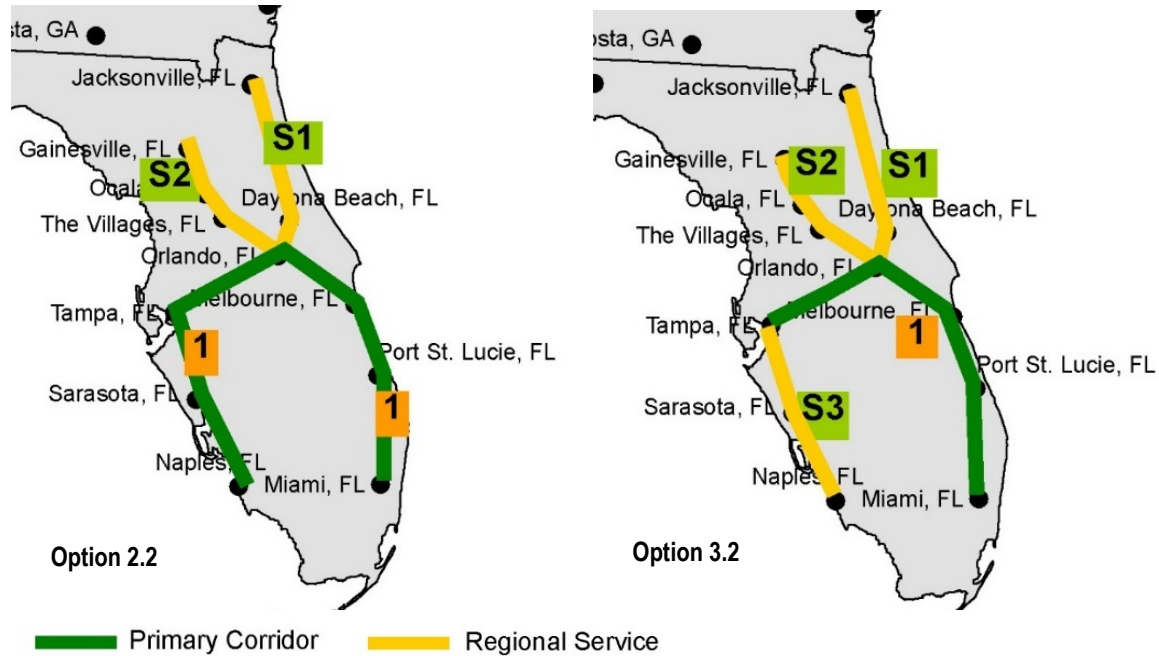 sta, GA
Jacksonville, FL
S1
Gainesville, FL
S2
Ocala
Daytona Beach, FL
The Villages, FL
Orlando, FL
Melbourne, FL
Tampa, FL
1
Port St. Lucie, FL
Sarasota, FL
1
Naples, FL
Miami, FL
Option 2.2
osta, GA
Jacksonville, FL
Gainesville, FL
S2
S1
Ocala, FL
Daytona Beach, FL
The Villages, FL
Orlando, FL
Melbourne, FL
Tampa, FL
1
Port St. Lucie, FL
Sarasota, FL
S3
Naples, FL
Miami, FL
Option 3.2
Primary Corridor
Regional Service